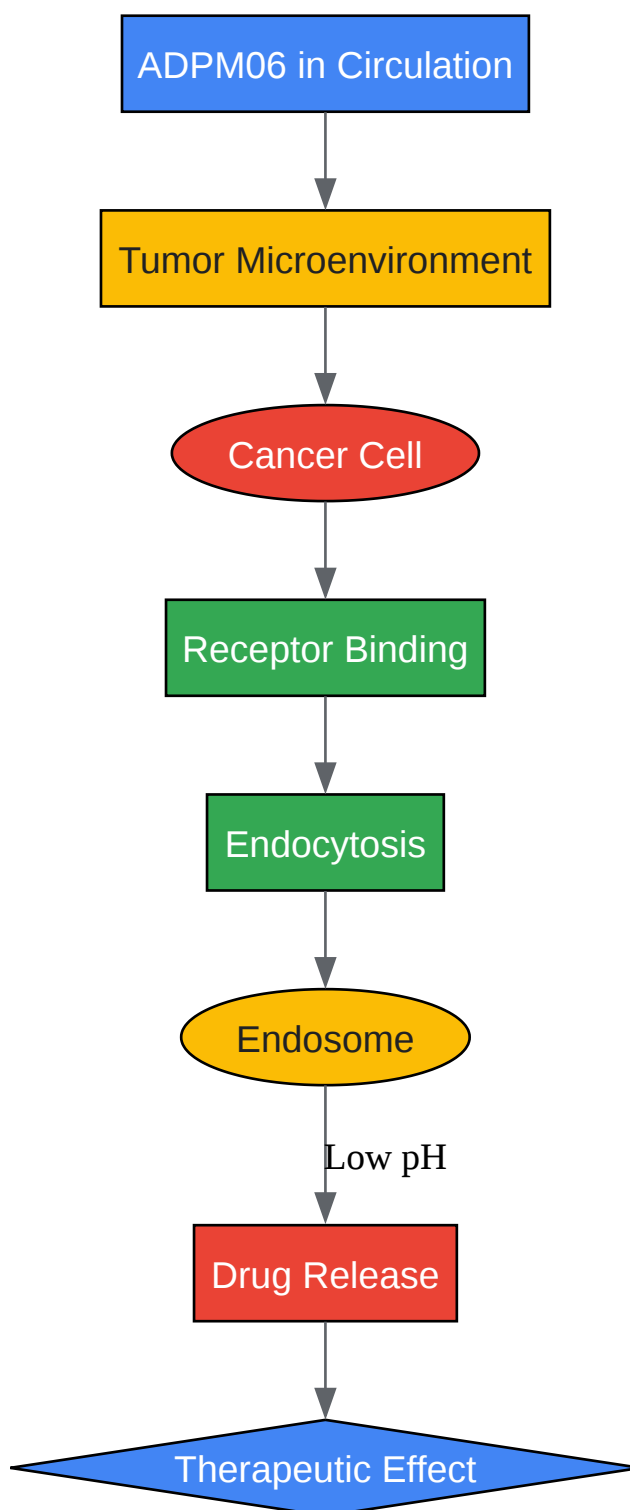 ADPM06 in Circulation
Tumor Microenvironment
Cancer Cell
Receptor Binding
Endocytosis
Endosome
Low pH
Drug Release
Therapeutic Effect